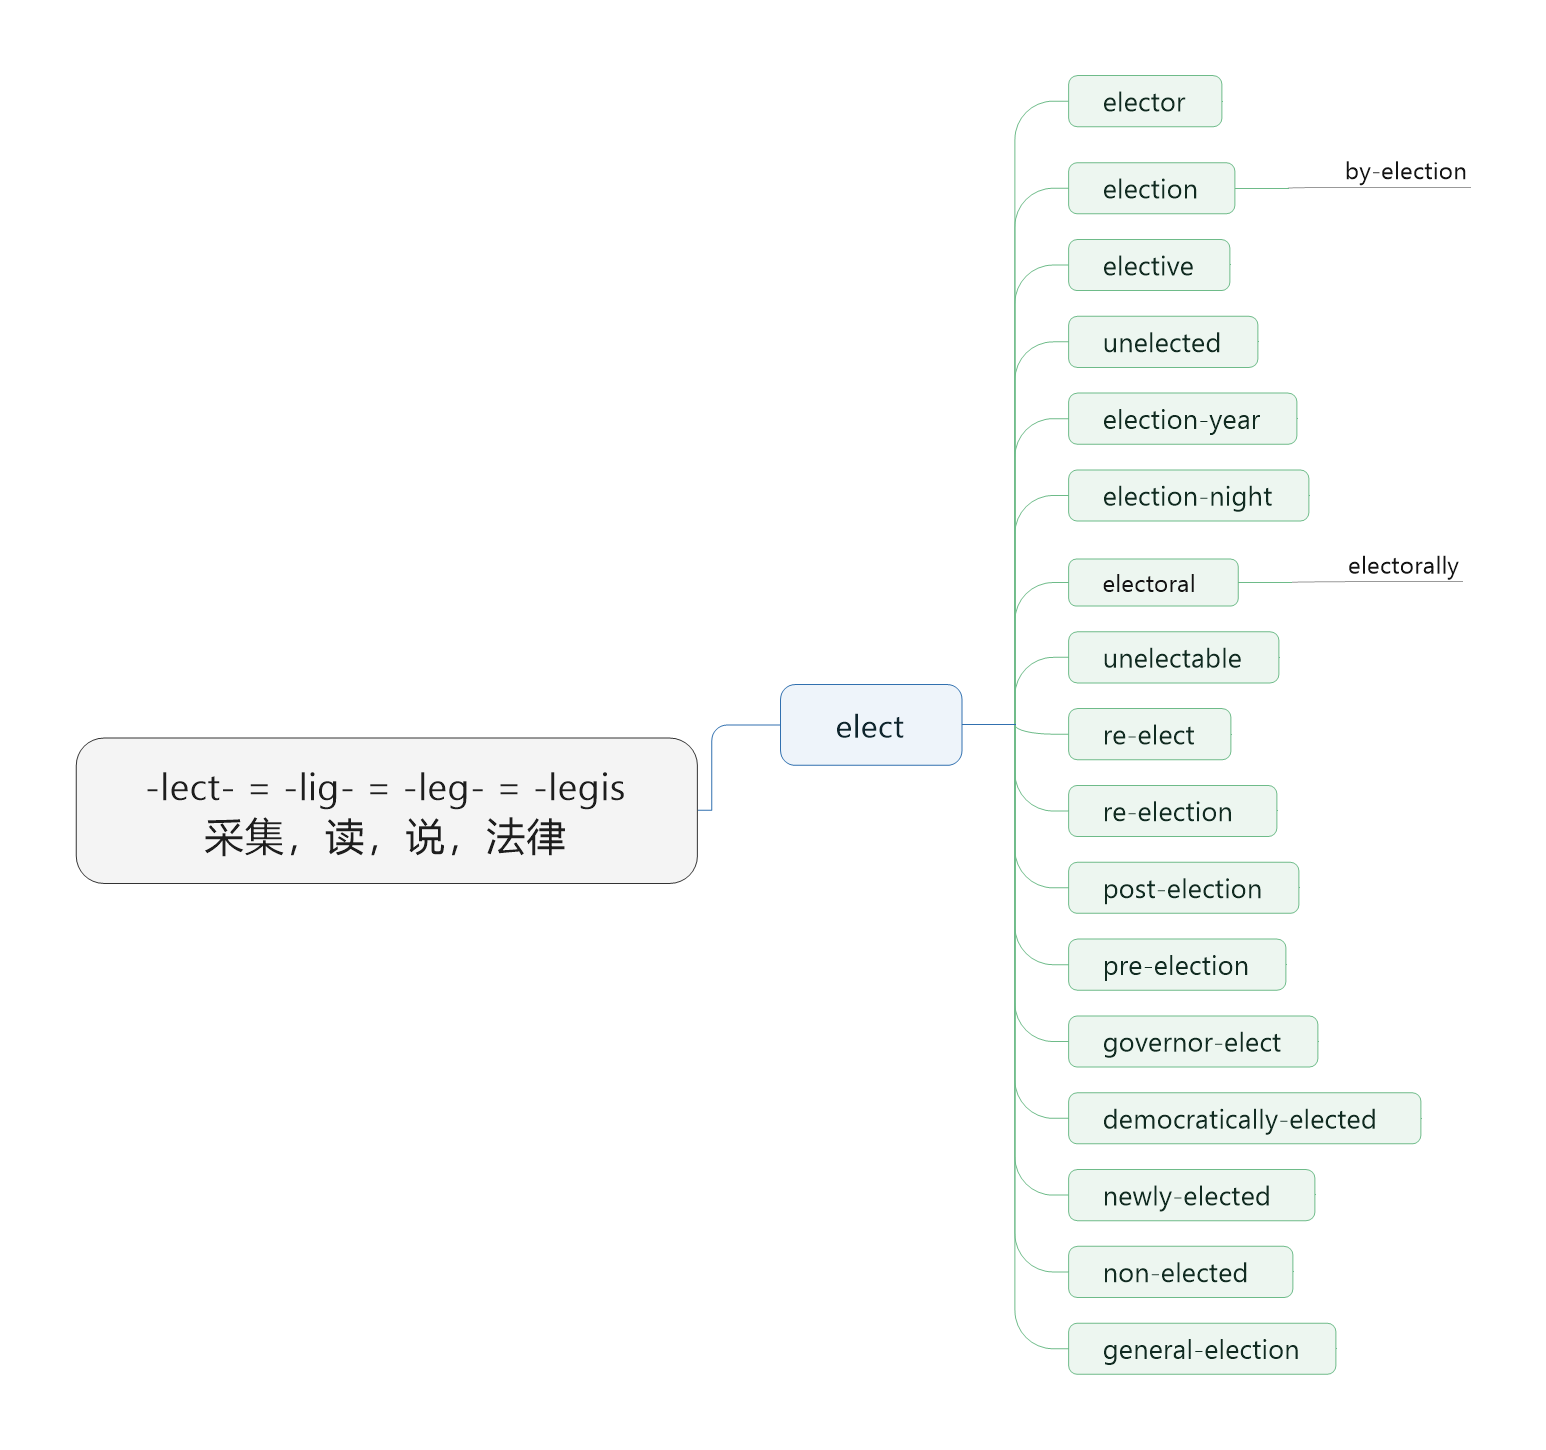 -lect- = -lig- = -leg- = -legis
采集，读，说，法律
elect
elector
election
by-election
elective
unelected
election-year
election-night
electoral
electorally
unelectable
re-elect
re-election
post-election
pre-election
governor-elect
democratically-elected
newly-elected
non-elected
general-election